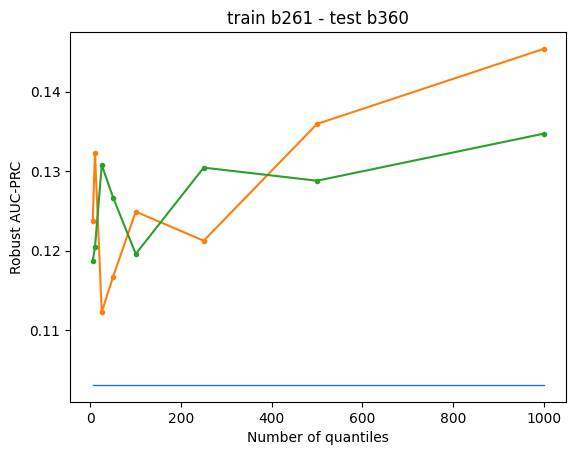 train b261 - test b360
Robust AUC-PRC
0.14
0.13
0.12
0.11
0 200 400 600 800 1000
Number of quantiles